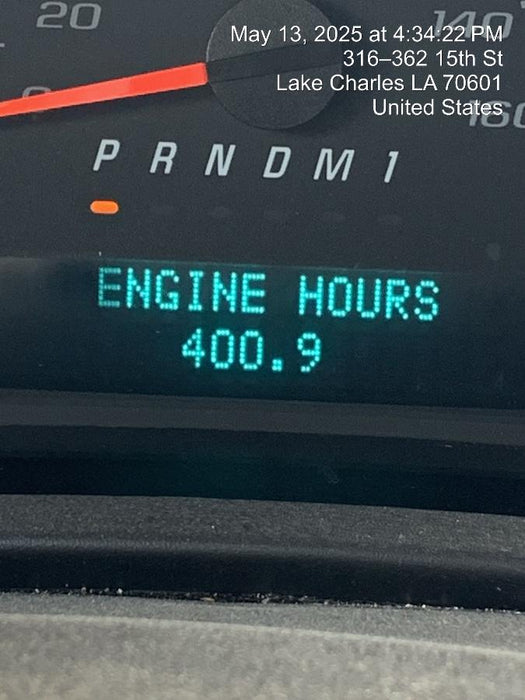 20
140
May 13, 2025 at 4:34:22 PM
316–362 15th St
Lake Charles LA 70601
United States
0
160
P R N D M 1
ENGINE HOURS
400.9